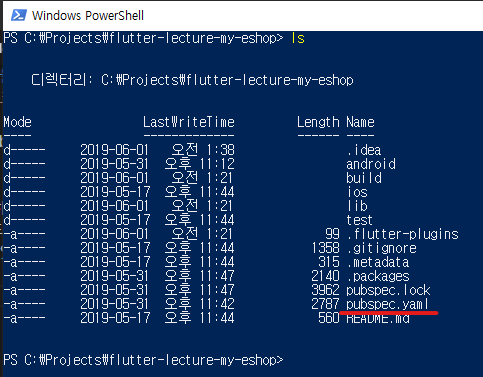 Windows PowerShell
PS C:₩Projects₩flutter-lecture-my-eshop> ls
디렉터리: C:₩Projects₩flutter-lecture-my-eshop
Mode LastWriteTime Length Name
---- ------------- ------ ----
d----- 2019-06-01 오전 1:38 .idea
d----- 2019-05-31 오후 11:12 android
d----- 2019-06-01 오전 1:21 build
d----- 2019-05-17 오후 11:44 ios
d----- 2019-06-01 오전 1:21 lib
d----- 2019-05-17 오후 11:44 test
-a---- 2019-06-01 오전 1:21 99 .flutter-plugins
-a---- 2019-05-17 오후 11:44 1358 .gitignore
-a---- 2019-05-17 오후 11:44 315 .metadata
-a---- 2019-05-31 오후 11:47 2140 .packages
-a---- 2019-05-31 오후 11:47 3962 pubspec.lock
-a---- 2019-05-31 오후 11:42 2787 pubspec.yaml
-a---- 2019-05-17 오후 11:44 560 README.md
PS C:₩Projects₩flutter-lecture-my-eshop>